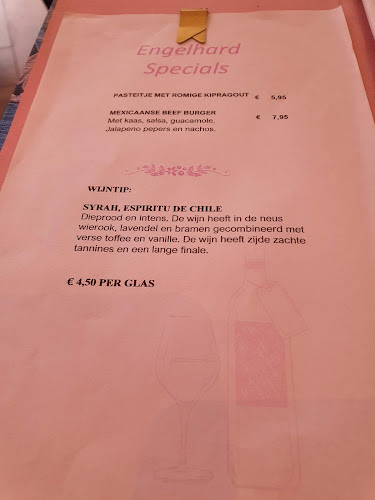 Engelhard
Specials
PASTEITJE MET ROMIGE KIPRAGOUT € 5,95
MEXICAANSE BEEF BURGER € 7,95
Met kaas, salsa, guacemole,
Jalapeno pepers en nachos.
WIJNTIP:
SYRAH, ESPIRITU DE CHILE
Dieprood en intens. De wijn heeft in de neus
wierook, lavendel en bramen gecombineerd met
verse toffee en vanille. De wijn heeft zijde zachte
tannines en een lange finale.
€ 4,50 PER GLAS